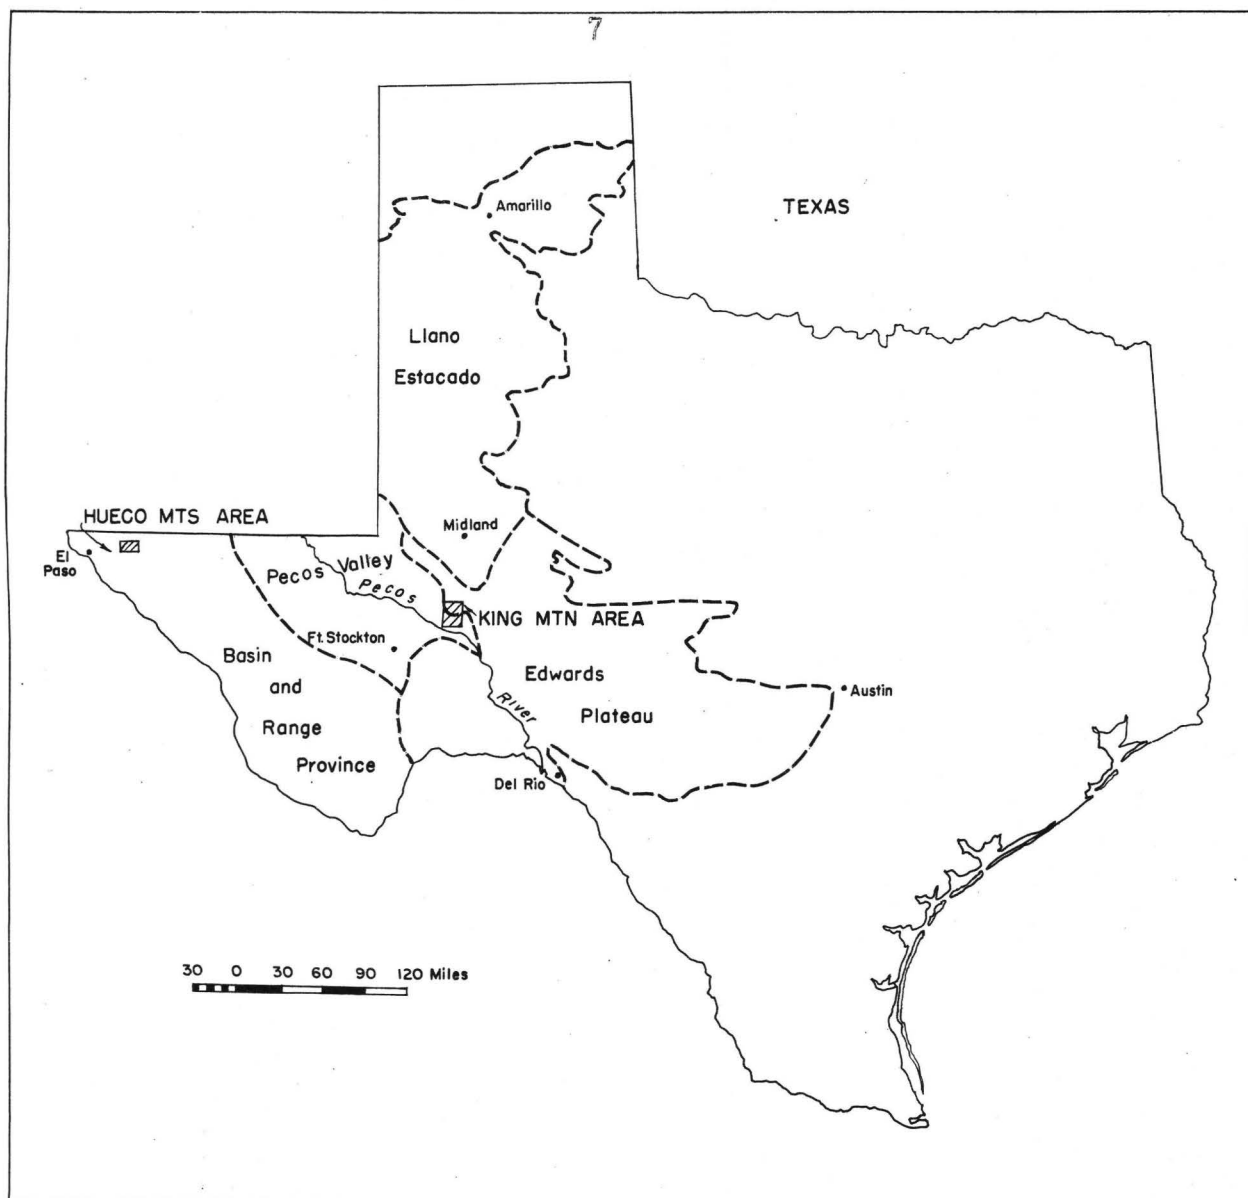 7
Amarillo
TEXAS
Llano
Estacado
HUECO MTS AREA
Midland
El
Paso
Pecos Valley
Pecos
KING MTN AREA
Ft. Stockton
Basin
and
Range
Province
Edwards
Plateau
River
Austin
Del Rio
30 0 30 60 90 120 Miles